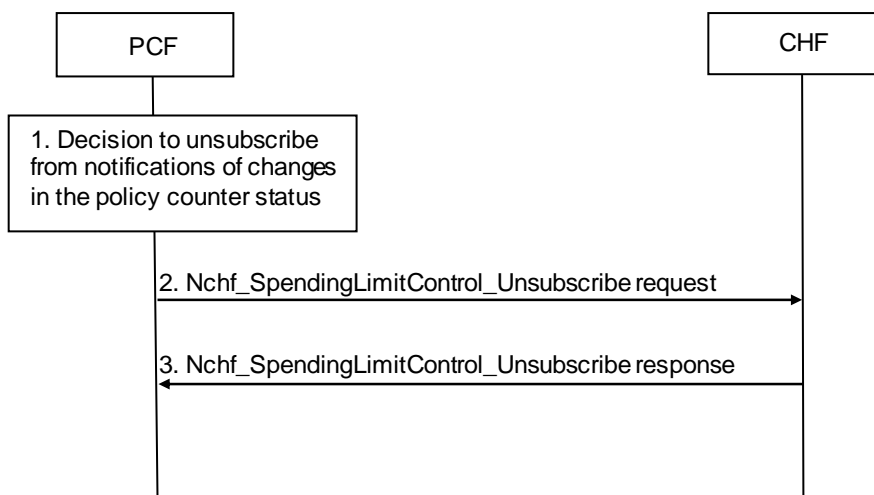 PCF
CHF
1. Decision to unsubscribe
from notifications of changes
in the policy counter status
2. Nchf_SpendingLimitControl_Unsubscribe request
3. Nchf_SpendingLimitControl_Unsubscribe response